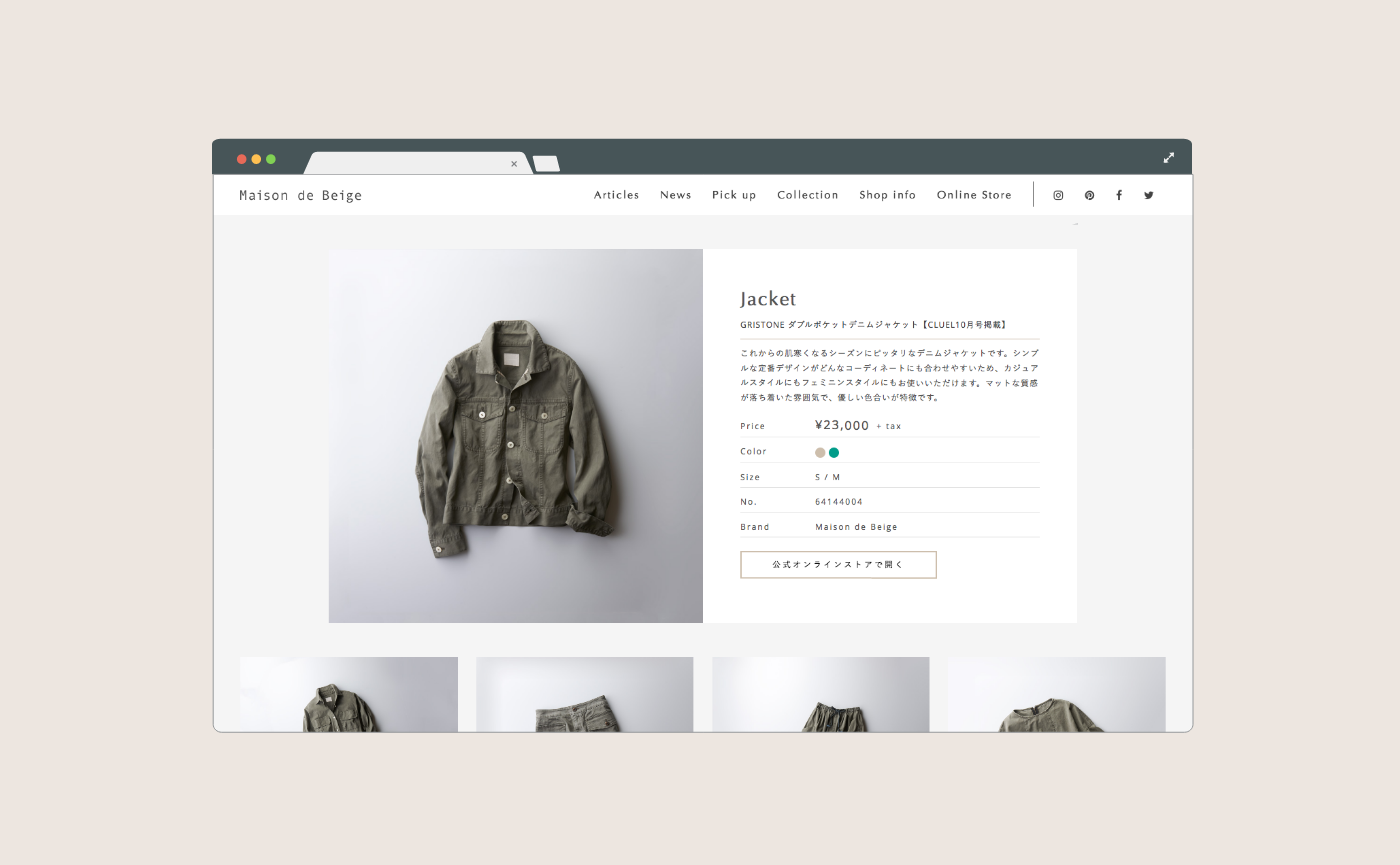 Maison de Beige
Articles News Pick up Collection Shop info Online Store
Jacket
GRISTONE ダブルポケットデニムジャケット【CLUEL10月号掲載】
これからの肌寒くなるシーズンにピッタリなデニムジャケットです。シンプ
ルな定番デザインがどんなコーディネートにも合わせやすいため、カジュア
ルスタイルにもフェミニンスタイルにもお使いいただけます。マットな質感
が落ち着いた雰囲気で、優しい色合いが特徴です。
Price ¥23,000 + tax
Color
Size S / M
No. 64144004
Brand Maison de Beige
公式オンラインストアで開く